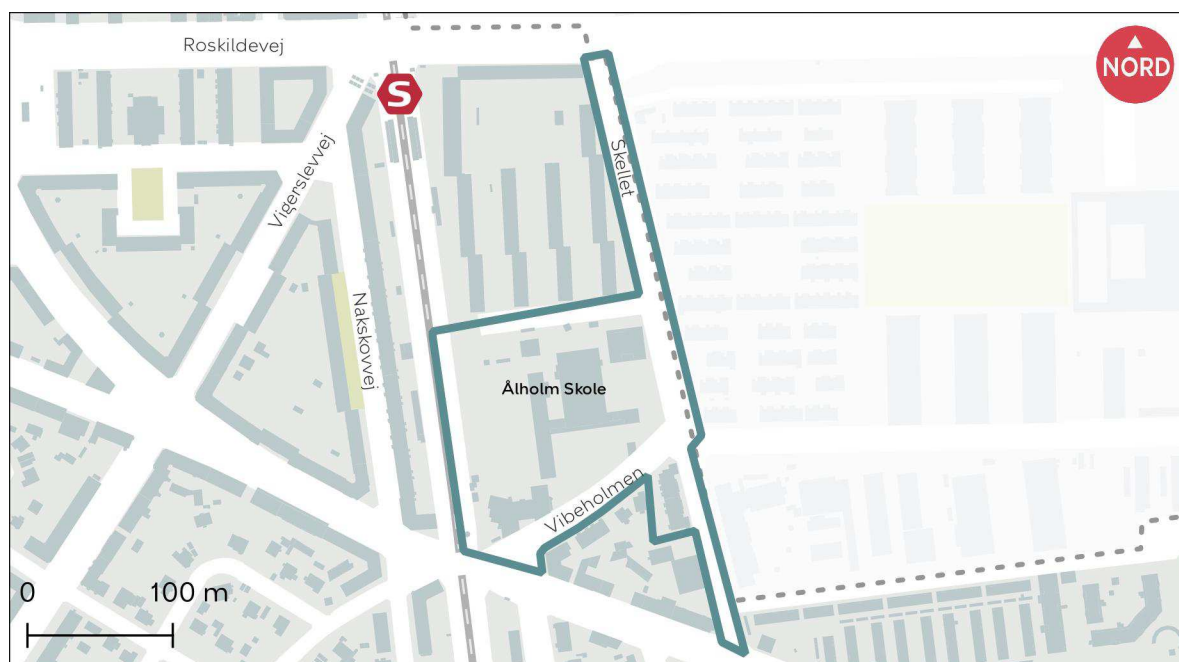 Roskildevej
NORD
S
Skellet
Vigerslevvej
Nakskovvej
Ålholm Skole
Vibeholmen
0 100 m